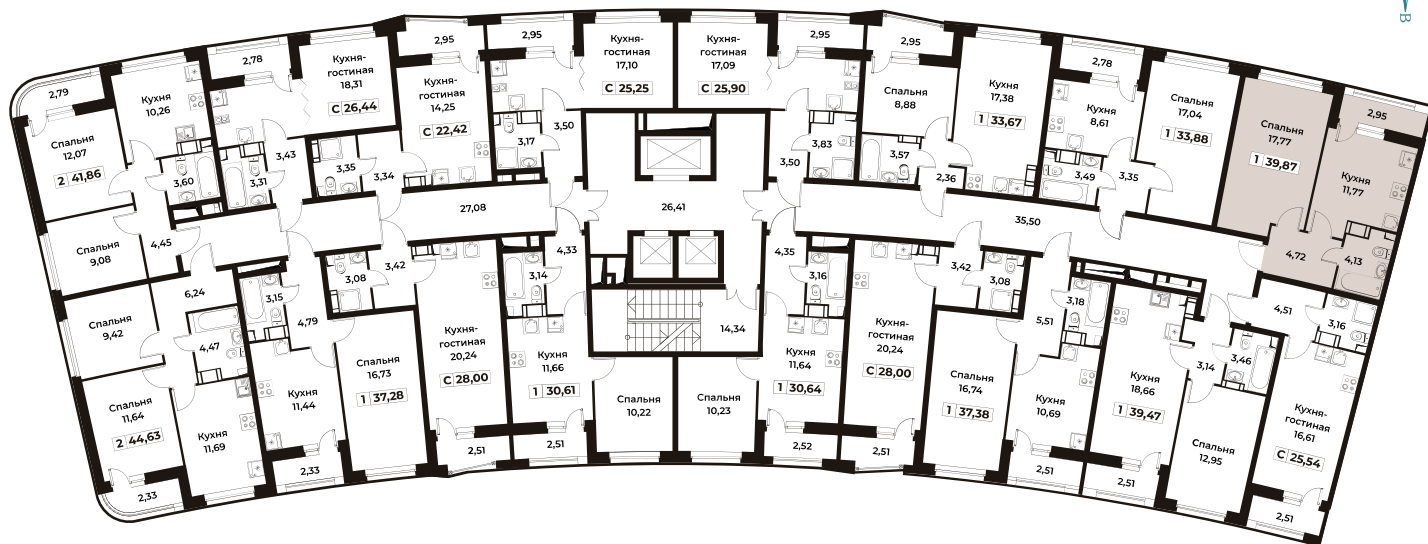 В
2,79
Кухня
10,26
2,78
Кухня-
гостиная
18,31
С 26,44
2,95
Кухня-
гостиная
14,25
С 22,42
2,95
Кухня-
гостиная
17,10
С 25,25
Кухня-
гостиная
17,09
С 25,90
2,95
2,95
Спальня
8,88
Кухня
17,38
1 33,67
2,78
Кухня
8,61
Спальня
17,04
1 33,88
Спальня
17,77
1 39,87
2,95
Кухня
11,77
Спальня
12,07
2 41,86
3,60
3,31
3,43
3,35
3,34
3,17
3,50
3,50
3,83
3,57
2,36
3,49
3,35
4,72
4,13
Спальня
9,08
4,45
27,08
26,41
35,50
6,24
3,15
4,79
3,08
3,42
3,14
4,33
4,35
3,16
3,42
3,08
5,51
3,18
4,51
3,16
Спальня
9,42
4,47
Спальня
16,73
1 37,28
Кухня-
гостиная
20,24
С 28,00
Кухня
11,66
1 30,61
14,34
Кухня
11,64
1 30,64
Кухня-
гостиная
20,24
С 28,00
Спальня
16,74
1 37,38
Кухня
10,69
Кухня
18,66
1 39,47
3,14
3,46
Кухня-
гостиная
16,61
С 25,54
Спальня
11,64
2 44,63
Кухня
11,69
Кухня
11,44
Спальня
10,22
Спальня
10,23
Спальня
12,95
2,33
2,33
2,51
2,51
2,52
2,51
2,51
2,51
2,51